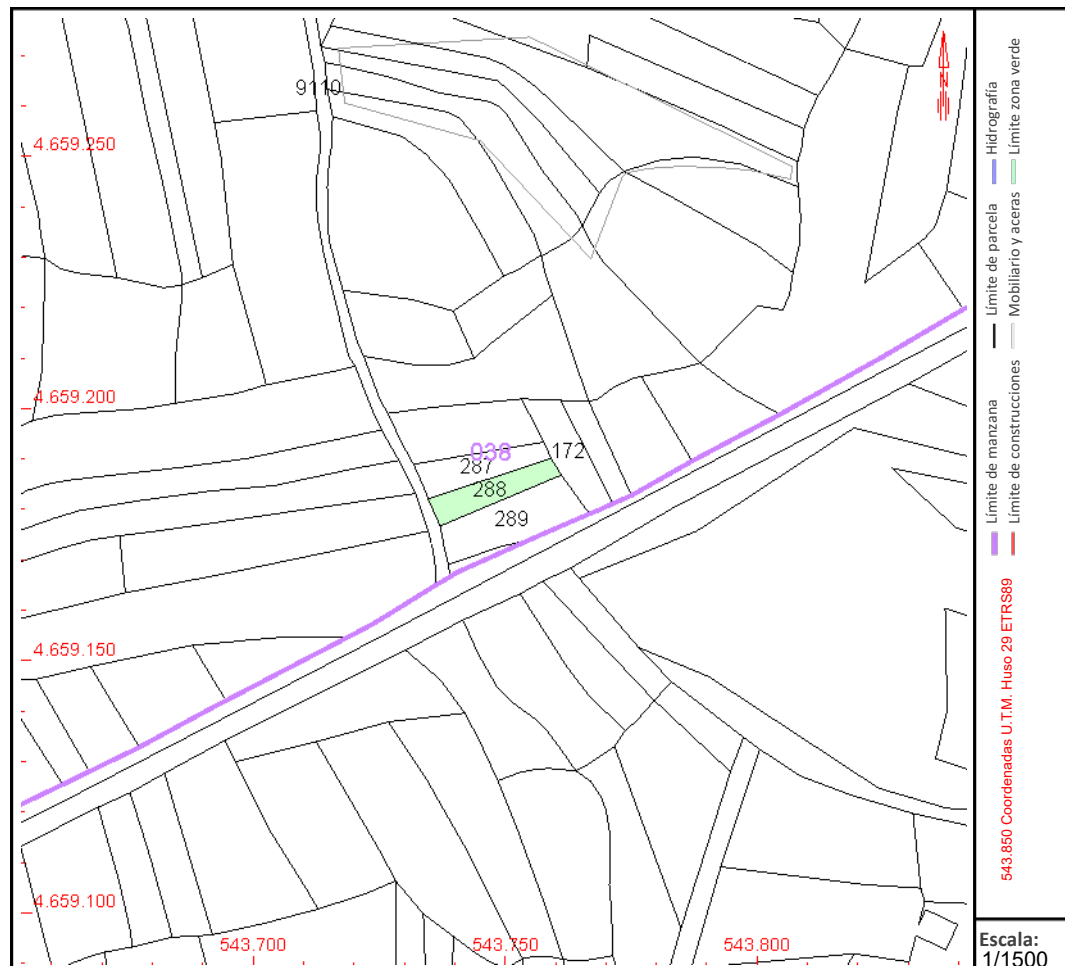 9110
4.659.250
4.659.200
038
172
287
288
289
4.659.150
4.659.100
543.700
543.750
543.800
N
Hidrografía
Límite zona verde
Límite de parcela
Mobiliario y aceras
Límite de manzana
Límite de construcciones
543.850 Coordenadas U.T.M. Huso 29 ETRS89
Escala:
1/1500